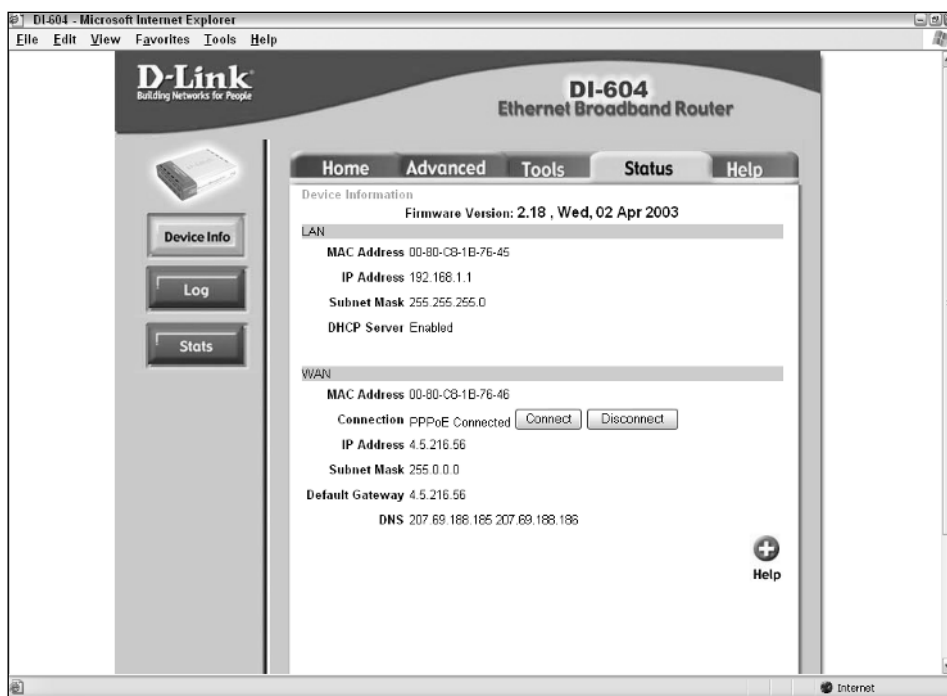 DI-604 - Microsoft Internet Explorer
File Edit View Favorites Tools Help
D-Link
Building Networks for People
DI-604
Ethernet Broadband Router
Home Advanced Tools Status Help
Device Information
Firmware Version: 2.18 , Wed, 02 Apr 2003
Device Info
Log
Stats
LAN
MAC Address 00-80-C8-1B-76-45
IP Address 192.168.1.1
Subnet Mask 255.255.255.0
DHCP Server Enabled
WAN
MAC Address 00-80-C8-1B-76-46
Connection PPPoE Connected Connect Disconnect
IP Address 4.5.216.56
Subnet Mask 255.0.0.0
Default Gateway 4.5.216.56
DNS 207.69.188.185 207.69.188.186
Help
Internet